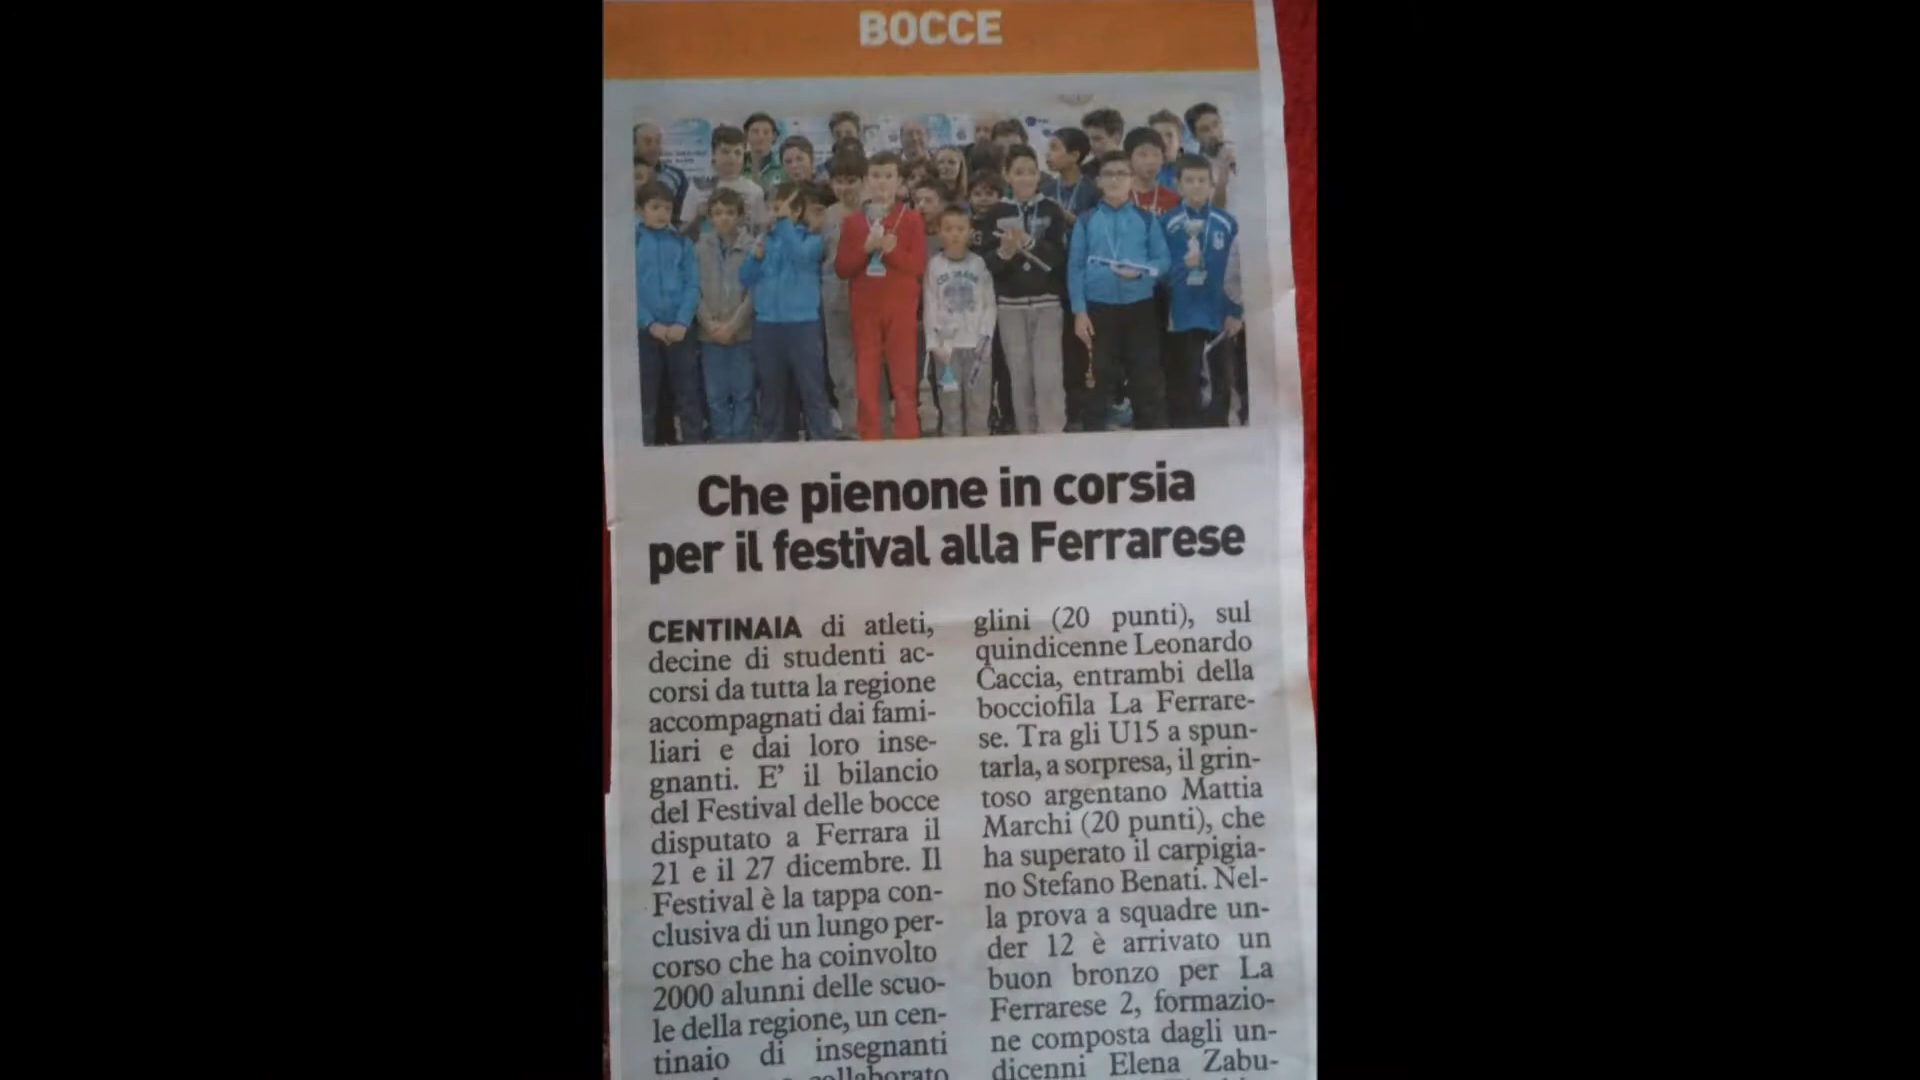 BOCCE
Che pienone in corsia
per il festival alla Ferrarese
CENTINAIA di atleti,
decine di studenti ac-
corsi da tutta la regione
accompagnati dai fami-
liari e dai loro inse-
gnanti. E' il bilancio
del Festival delle bocce
disputato a Ferrara il
21 e il 27 dicembre. Il
Festival è la tappa con-
clusiva di un lungo per-
corso che ha coinvolto
2000 alunni delle scuo-
le della regione, un cen-
tinaio di insegnanti
collaborato
glini (20 punti), sul
quindicenne Leonardo
Caccia, entrambi della
bocciofila La Ferrare-
se. Tra gli U15 a spun-
tarla, a sorpresa, il grin-
toso argentano Mattia
Marchi (20 punti), che
ha superato il carpigia-
no Stefano Benati. Nel-
la prova a squadre un-
der 12 è arrivato un
buon bronzo per La
Ferrarese 2, formazio-
ne composta dagli un-
dicenni Elena Zabu-